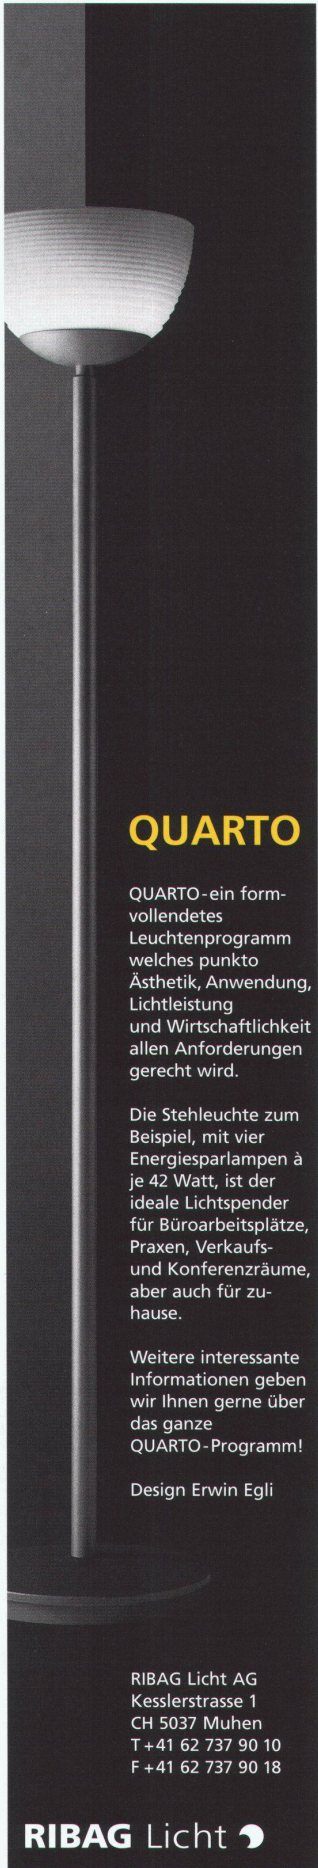 QUARTO
QUARTO-ein form-
vollendetes
Leuchtenprogramm
welches punkto
Ästhetik, Anwendung,
Lichtleistung
und Wirtschaftlichkeit
allen Anforderungen
gerecht wird.
Die Stehleuchte zum
Beispiel, mit vier
Energiesparlampen à
je 42 Watt, ist der
ideale Lichtspender
für Büroarbeitsplätze,
Praxen, Verkaufs-
und Konferenzräume,
aber auch für zu-
hause.
Weitere interessante
Informationen geben
wir Ihnen gerne über
das ganze
QUARTO-Programm!
Design Erwin Egli
RIBAG Licht AG
Kesslerstrasse 1
CH 5037 Muhen
T+41 62 737 90 10
F+41 62 737 90 18
RIBAG Licht